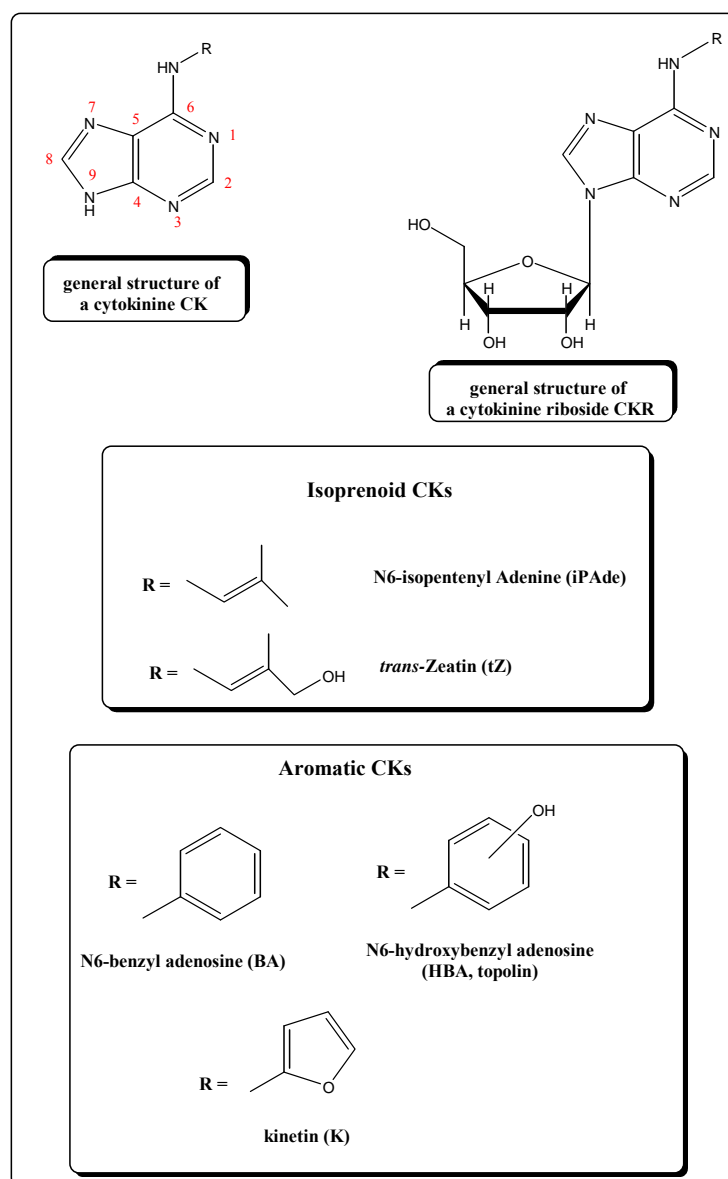 R
HN
7
N
5
6
N
1
8
9
N
H
4
N
3
2
general structure of
a cytokinine CK
R
HN
N
N
N
N
HO
O
H
H
H
H
OH
OH
general structure of
a cytokinine riboside CKR
Isoprenoid CKs
R =
N6-isopentenyl Adenine (iPAde)
R =
OH
trans-Zeatin (tZ)
Aromatic CKs
R =
N6-benzyl adenosine (BA)
R =
OH
N6-hydroxybenzyl adenosine
(HBA, topolin)
R =
O
kinetin (K)